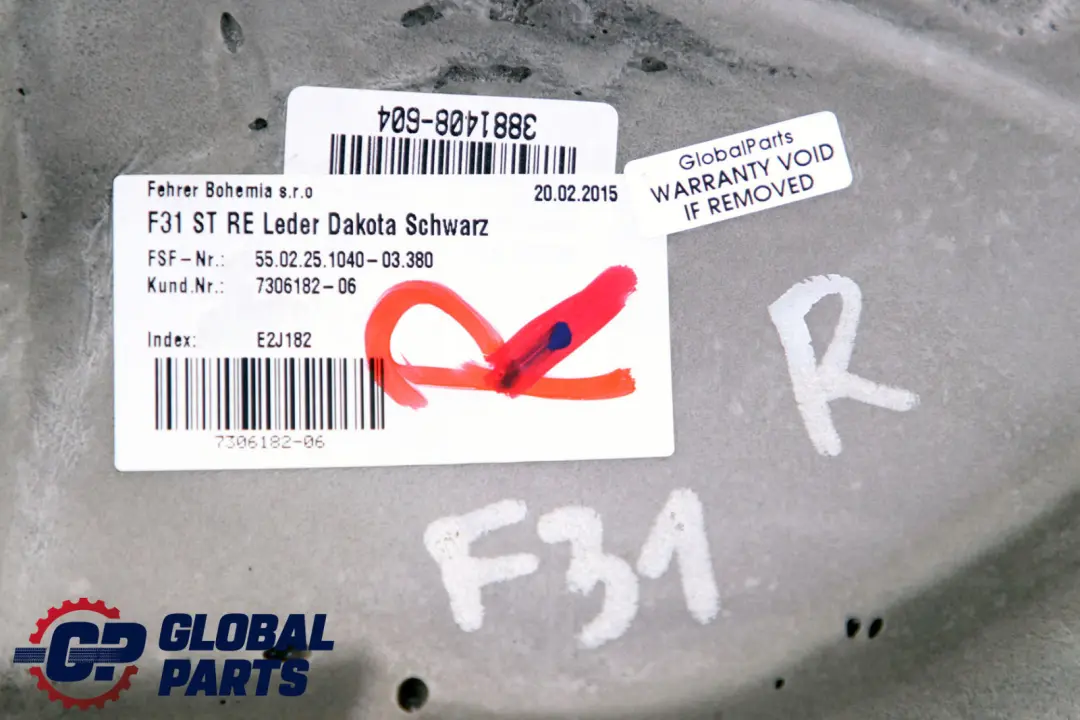 3881408-604
Fehrer Bohemia s.r.o 20.02.2015
F31 ST RE Leder Dakota Schwarz
FSF-Nr.: 55.02.25.1040-03.380
Kund.Nr.: 7306182-06
Index: E2J182
7306182-06
GlobalParts
WARRANTY VOID
IF REMOVED
R
R
F31
GP GLOBAL
PARTS